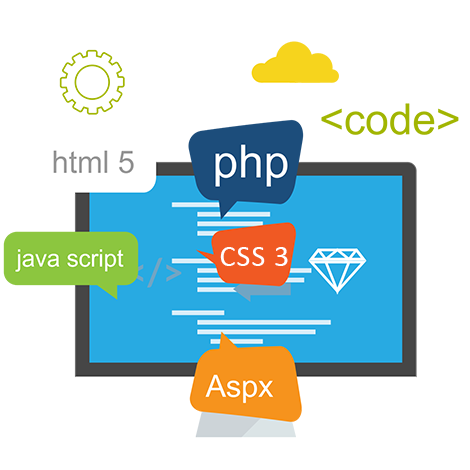 <code>
html 5
php
java script
</>
CSS 3
Aspx